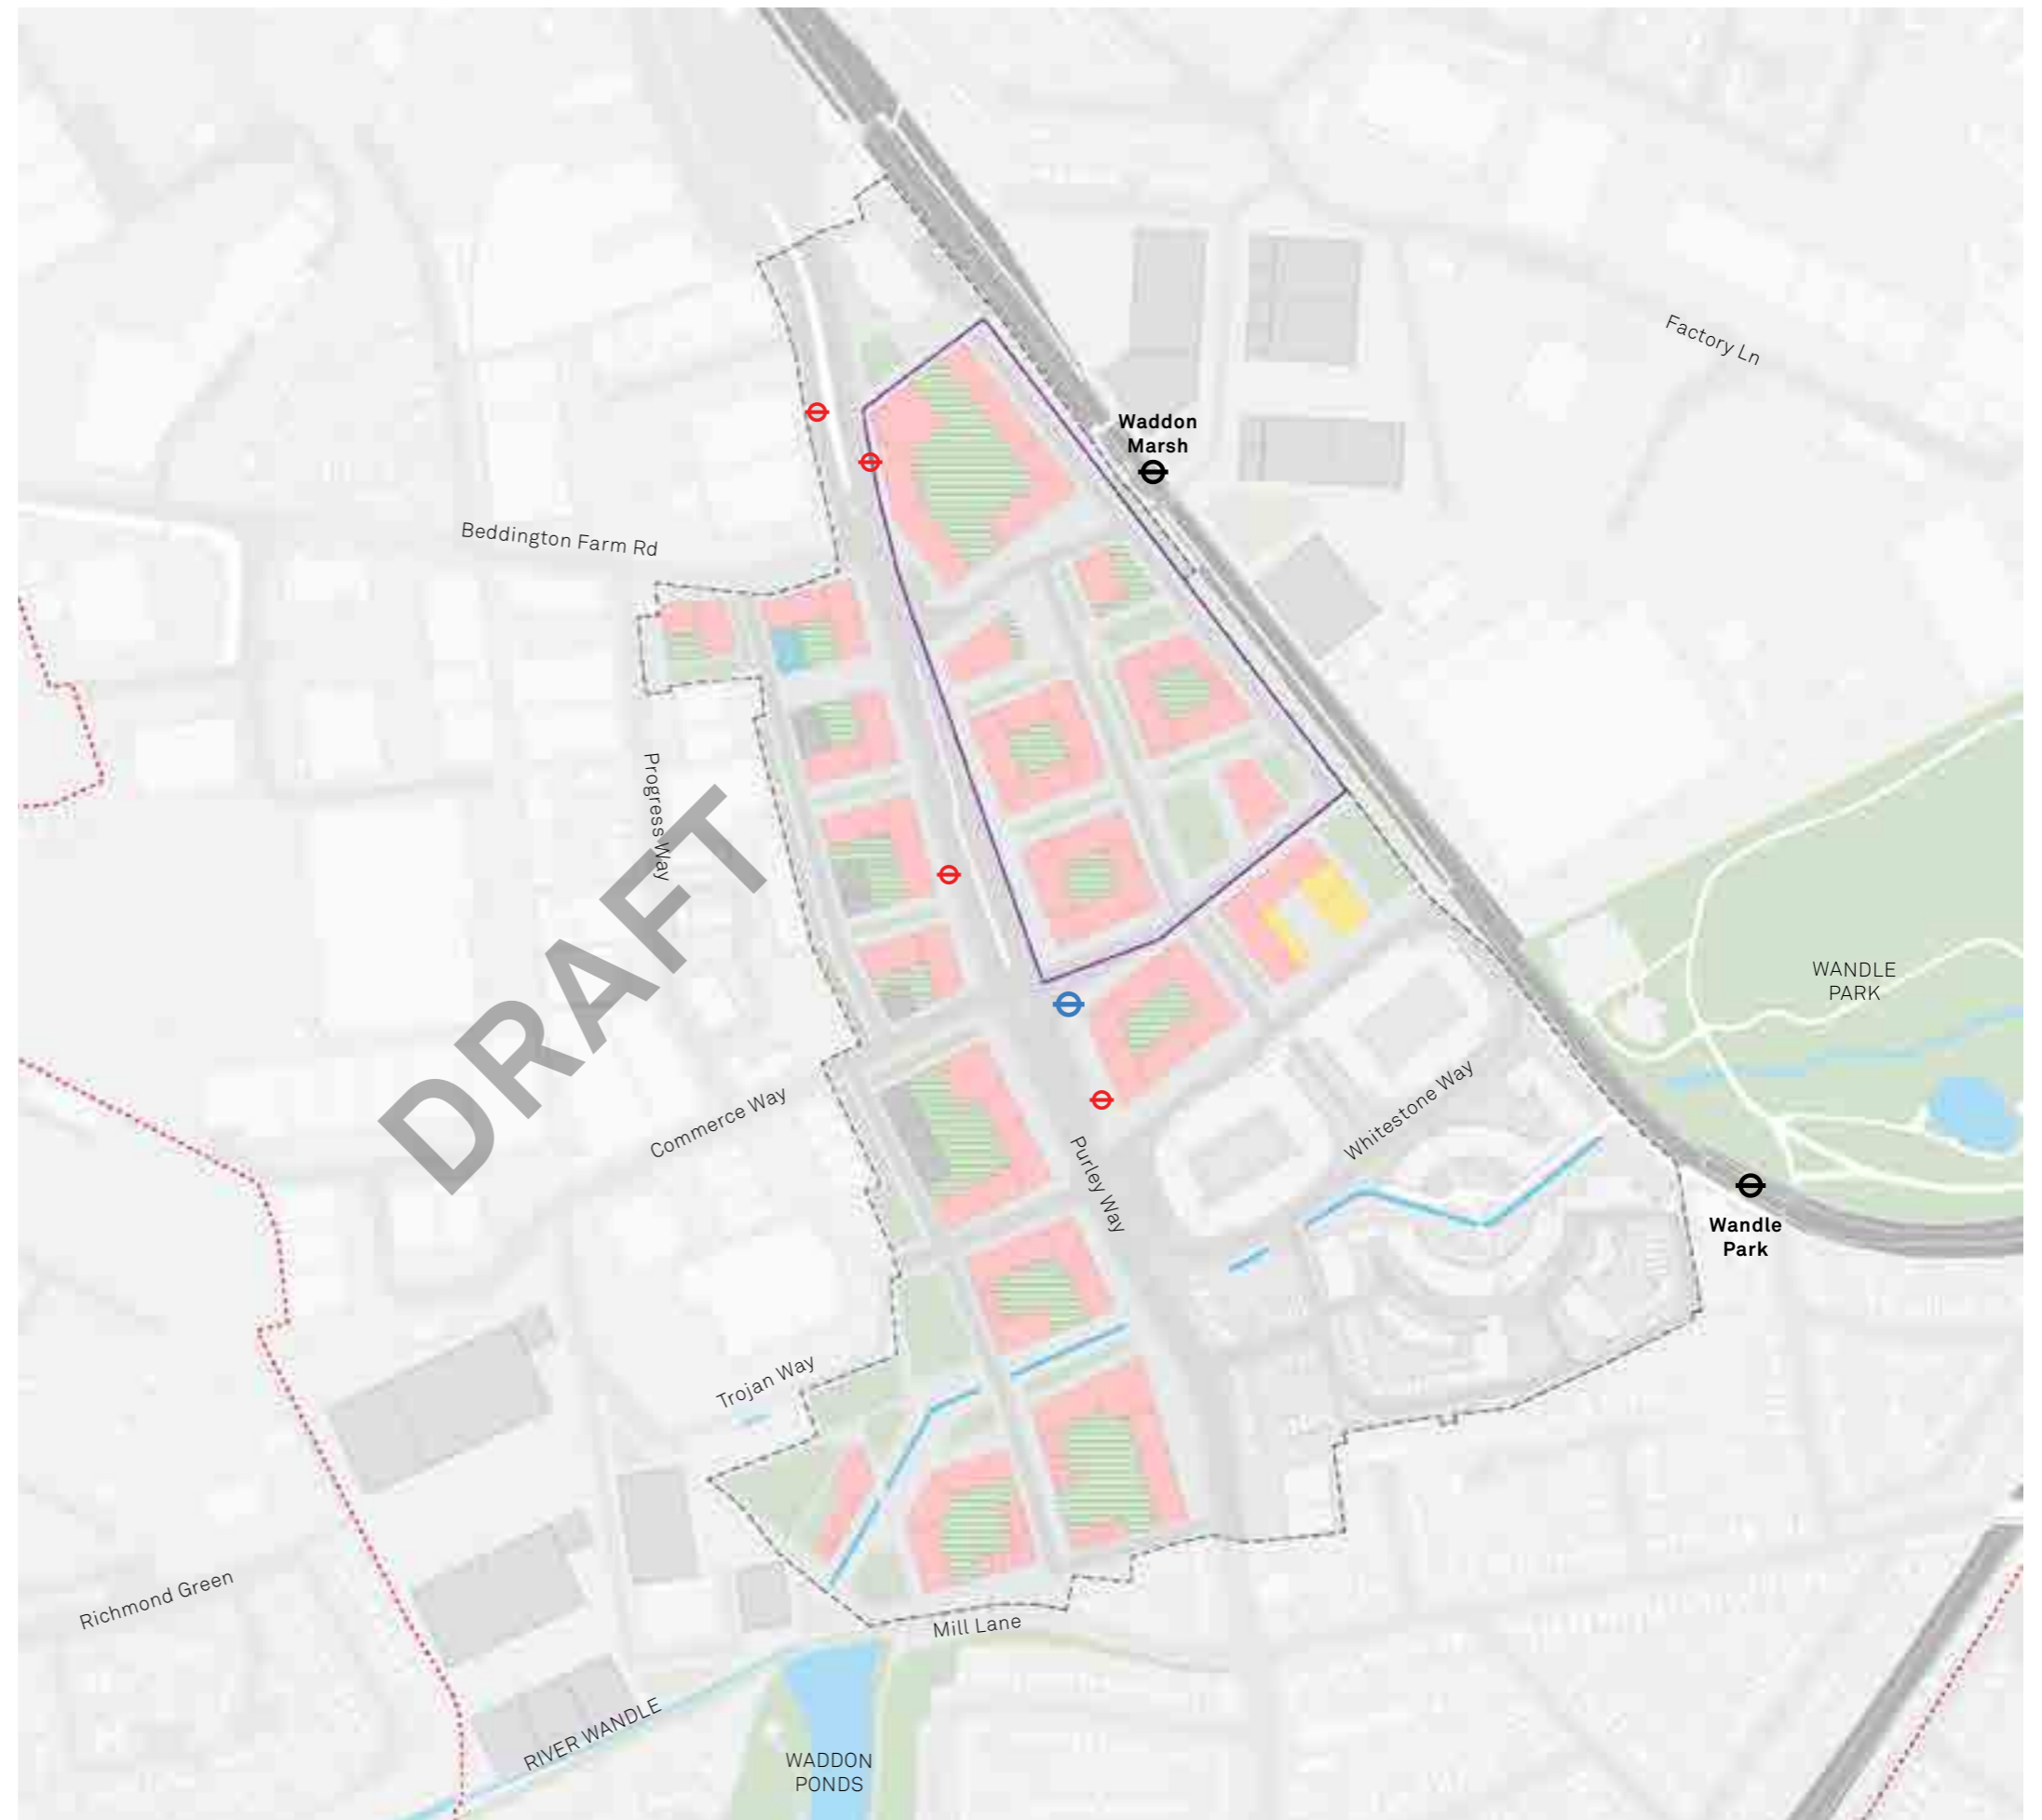 Factory Ln
Waddon
Marsh
Beddington Farm Rd
Progress Way
DRAFT
WANDLE
PARK
Commerce Way
Whitestone Way
Purley Way
Wandle
Park
Trojan Way
Richmond Green
Mill Lane
RIVER WANDLE
WADDON
PONDS